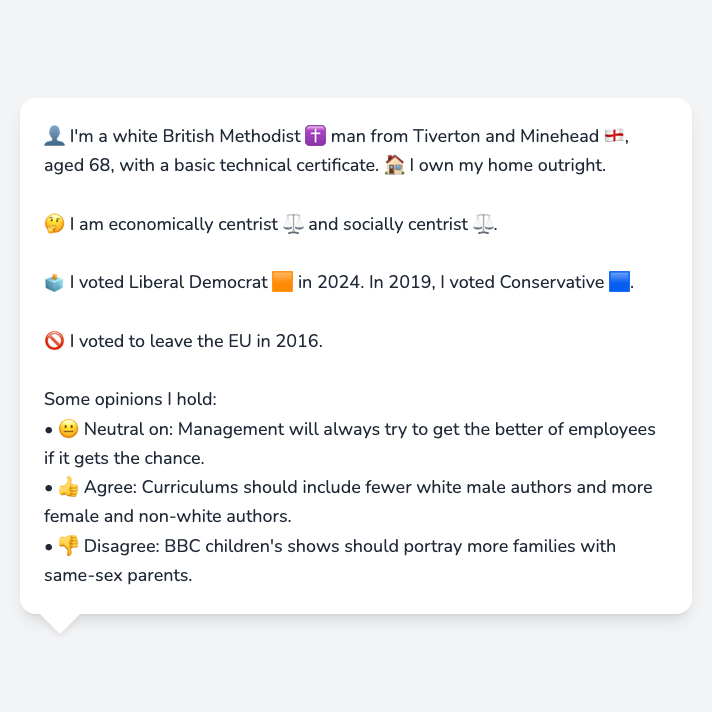 👤 I'm a white British Methodist ✝️ man from Tiverton and Minehead 🏴󠁧󠁢󠁥󠁮󠁧󠁿,
aged 68, with a basic technical certificate. 🏠 I own my home outright.
🤔 I am economically centrist ⚖️ and socially centrist ⚖️.
🗳️ I voted Liberal Democrat 🟧 in 2024. In 2019, I voted Conservative 🟦.
🚫 I voted to leave the EU in 2016.
Some opinions I hold:
• 😐 Neutral on: Management will always try to get the better of employees
if it gets the chance.
• 👍 Agree: Curriculums should include fewer white male authors and more
female and non-white authors.
• 👎 Disagree: BBC children's shows should portray more families with
same-sex parents.